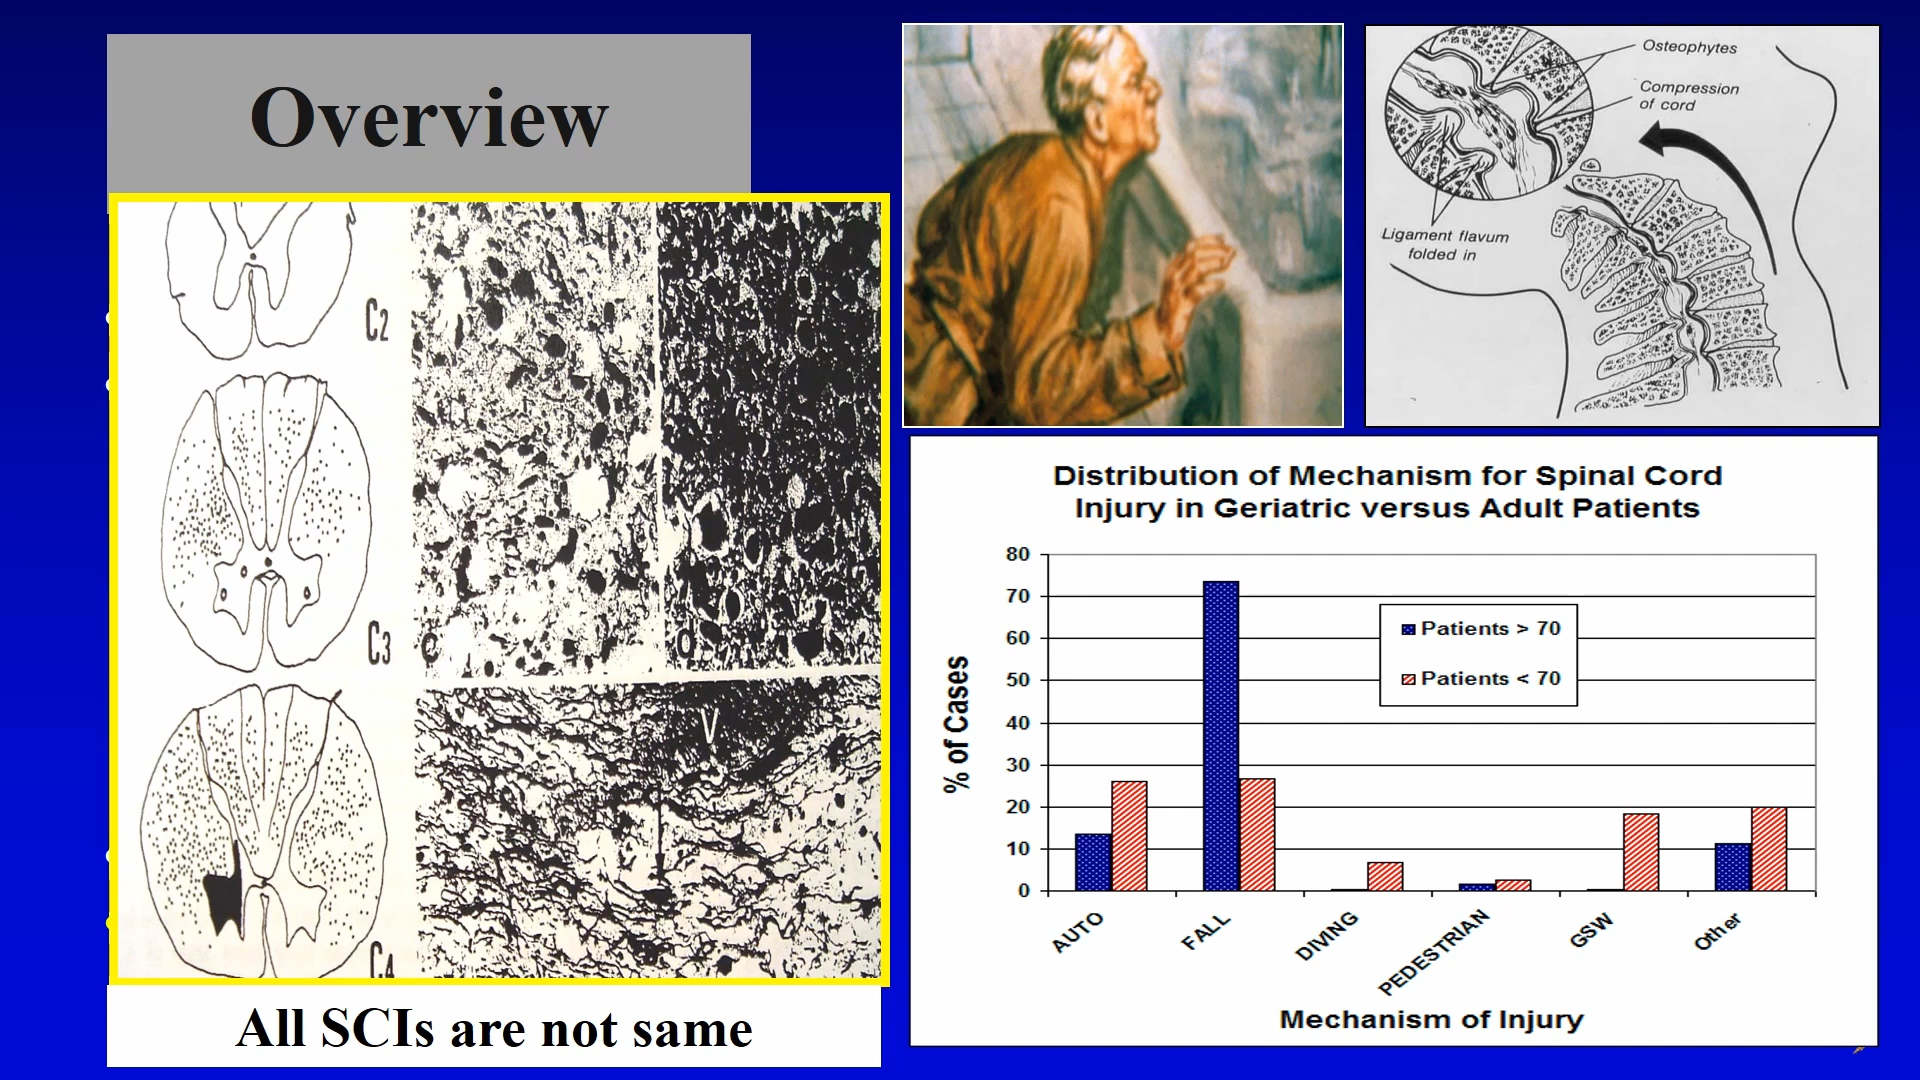 Overview
C2
C3
C4
C
D
V
All SCIs are not same
Osteophytes
Compression
of cord
Ligament flavum
folded in
Distribution of Mechanism for Spinal Cord
Injury in Geriatric versus Adult Patients
% of Cases
80
70
60
50
40
30
20
10
0
Patients > 70
Patients < 70
AUTO
FALL
DIVING
PEDESTRIAN
GSW
Other
Mechanism of Injury